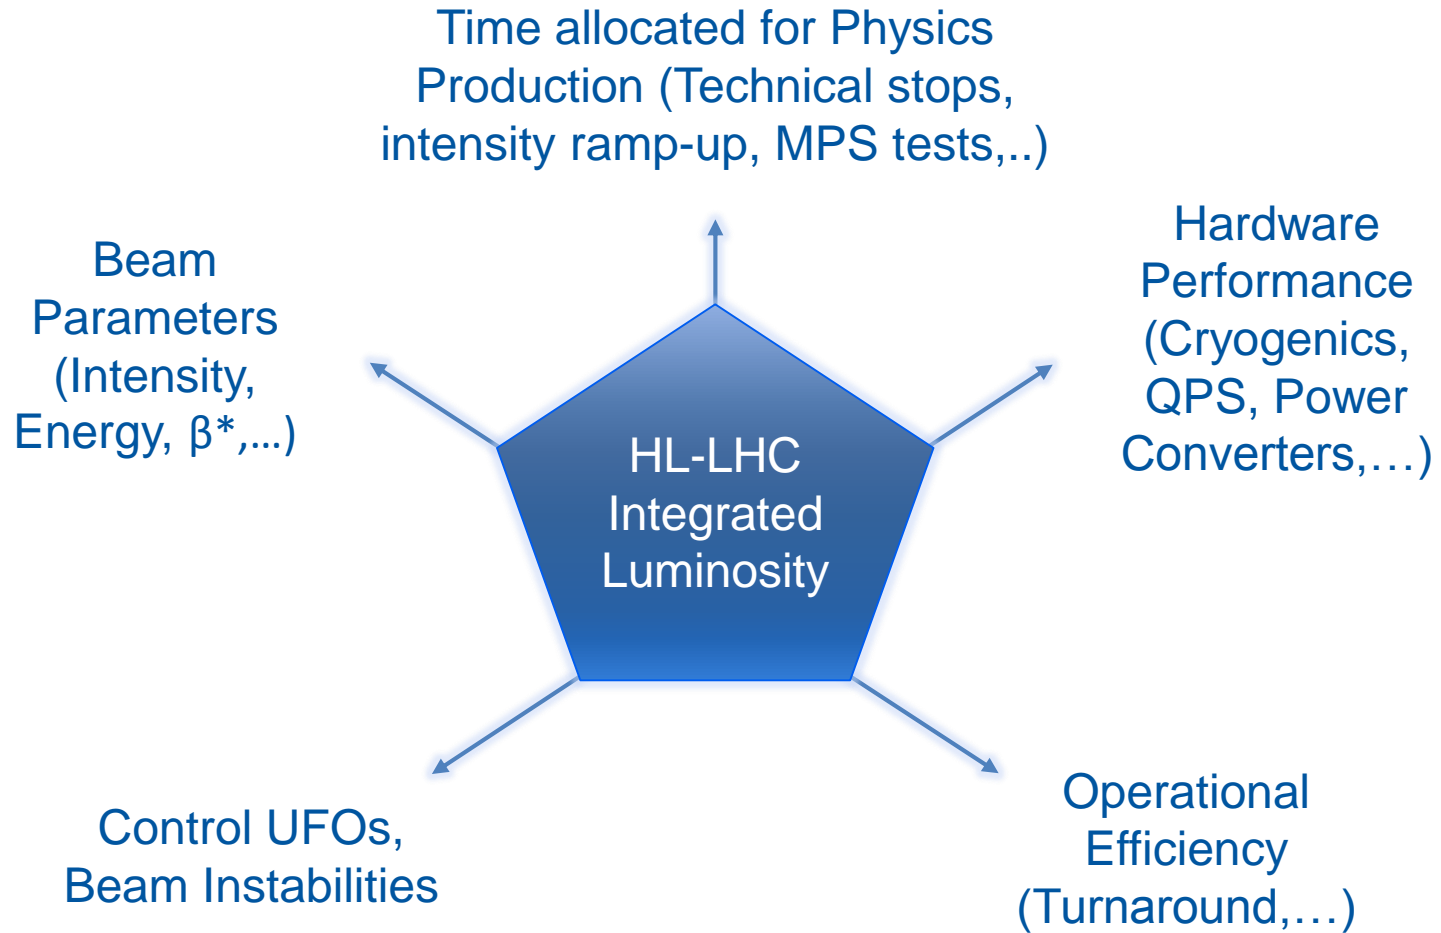 Time allocated for Physics
Production (Technical stops,
intensity ramp-up, MPS tests,..)
Beam
Parameters
(Intensity,
Energy, β*,…)
Hardware
Performance
(Cryogenics,
QPS, Power
Converters,…)
HL-LHC
Integrated
Luminosity
Control UFOs,
Beam Instabilities
Operational
Efficiency
(Turnaround,…)